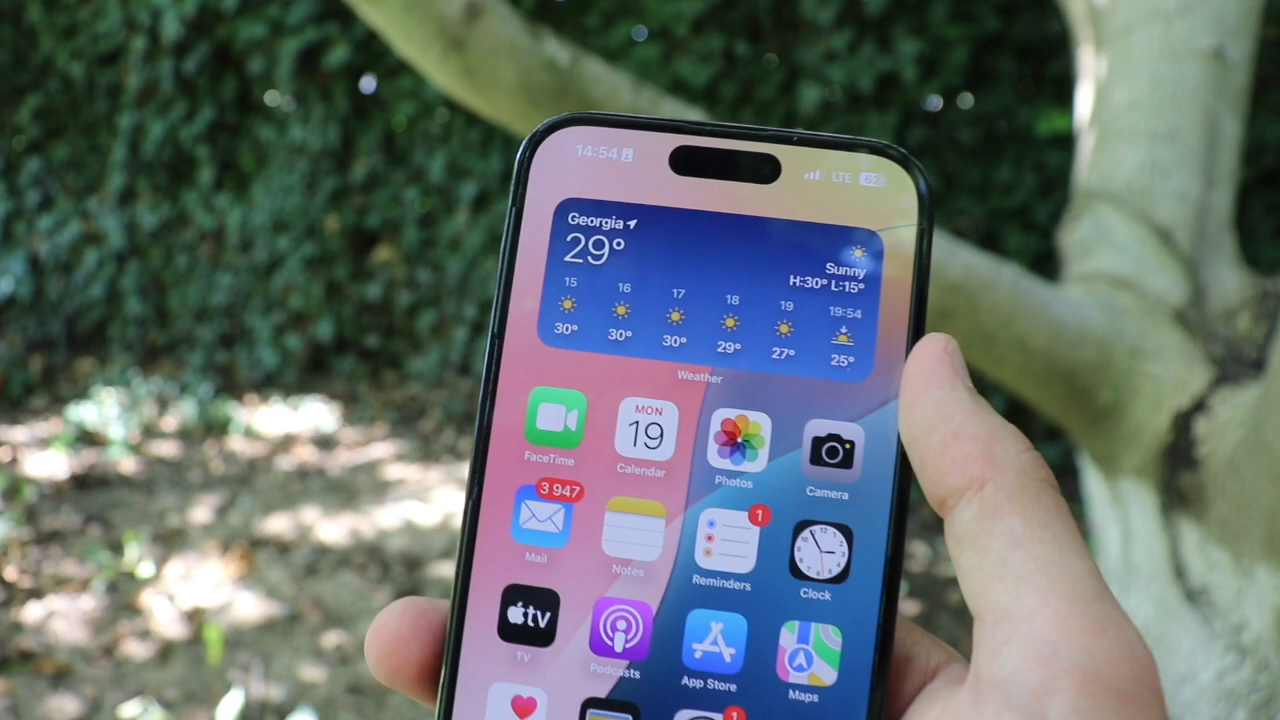 14:54
LTE 62
Georgia
29°
Sunny
H:30° L:15°
15 16 17 18 19 19:54
30° 30° 30° 29° 27° 25°
Weather
MON
19
FaceTime Calendar Photos Camera
3 947
1
Mail Notes Reminders Clock
tv
TV Podcasts App Store Maps
1